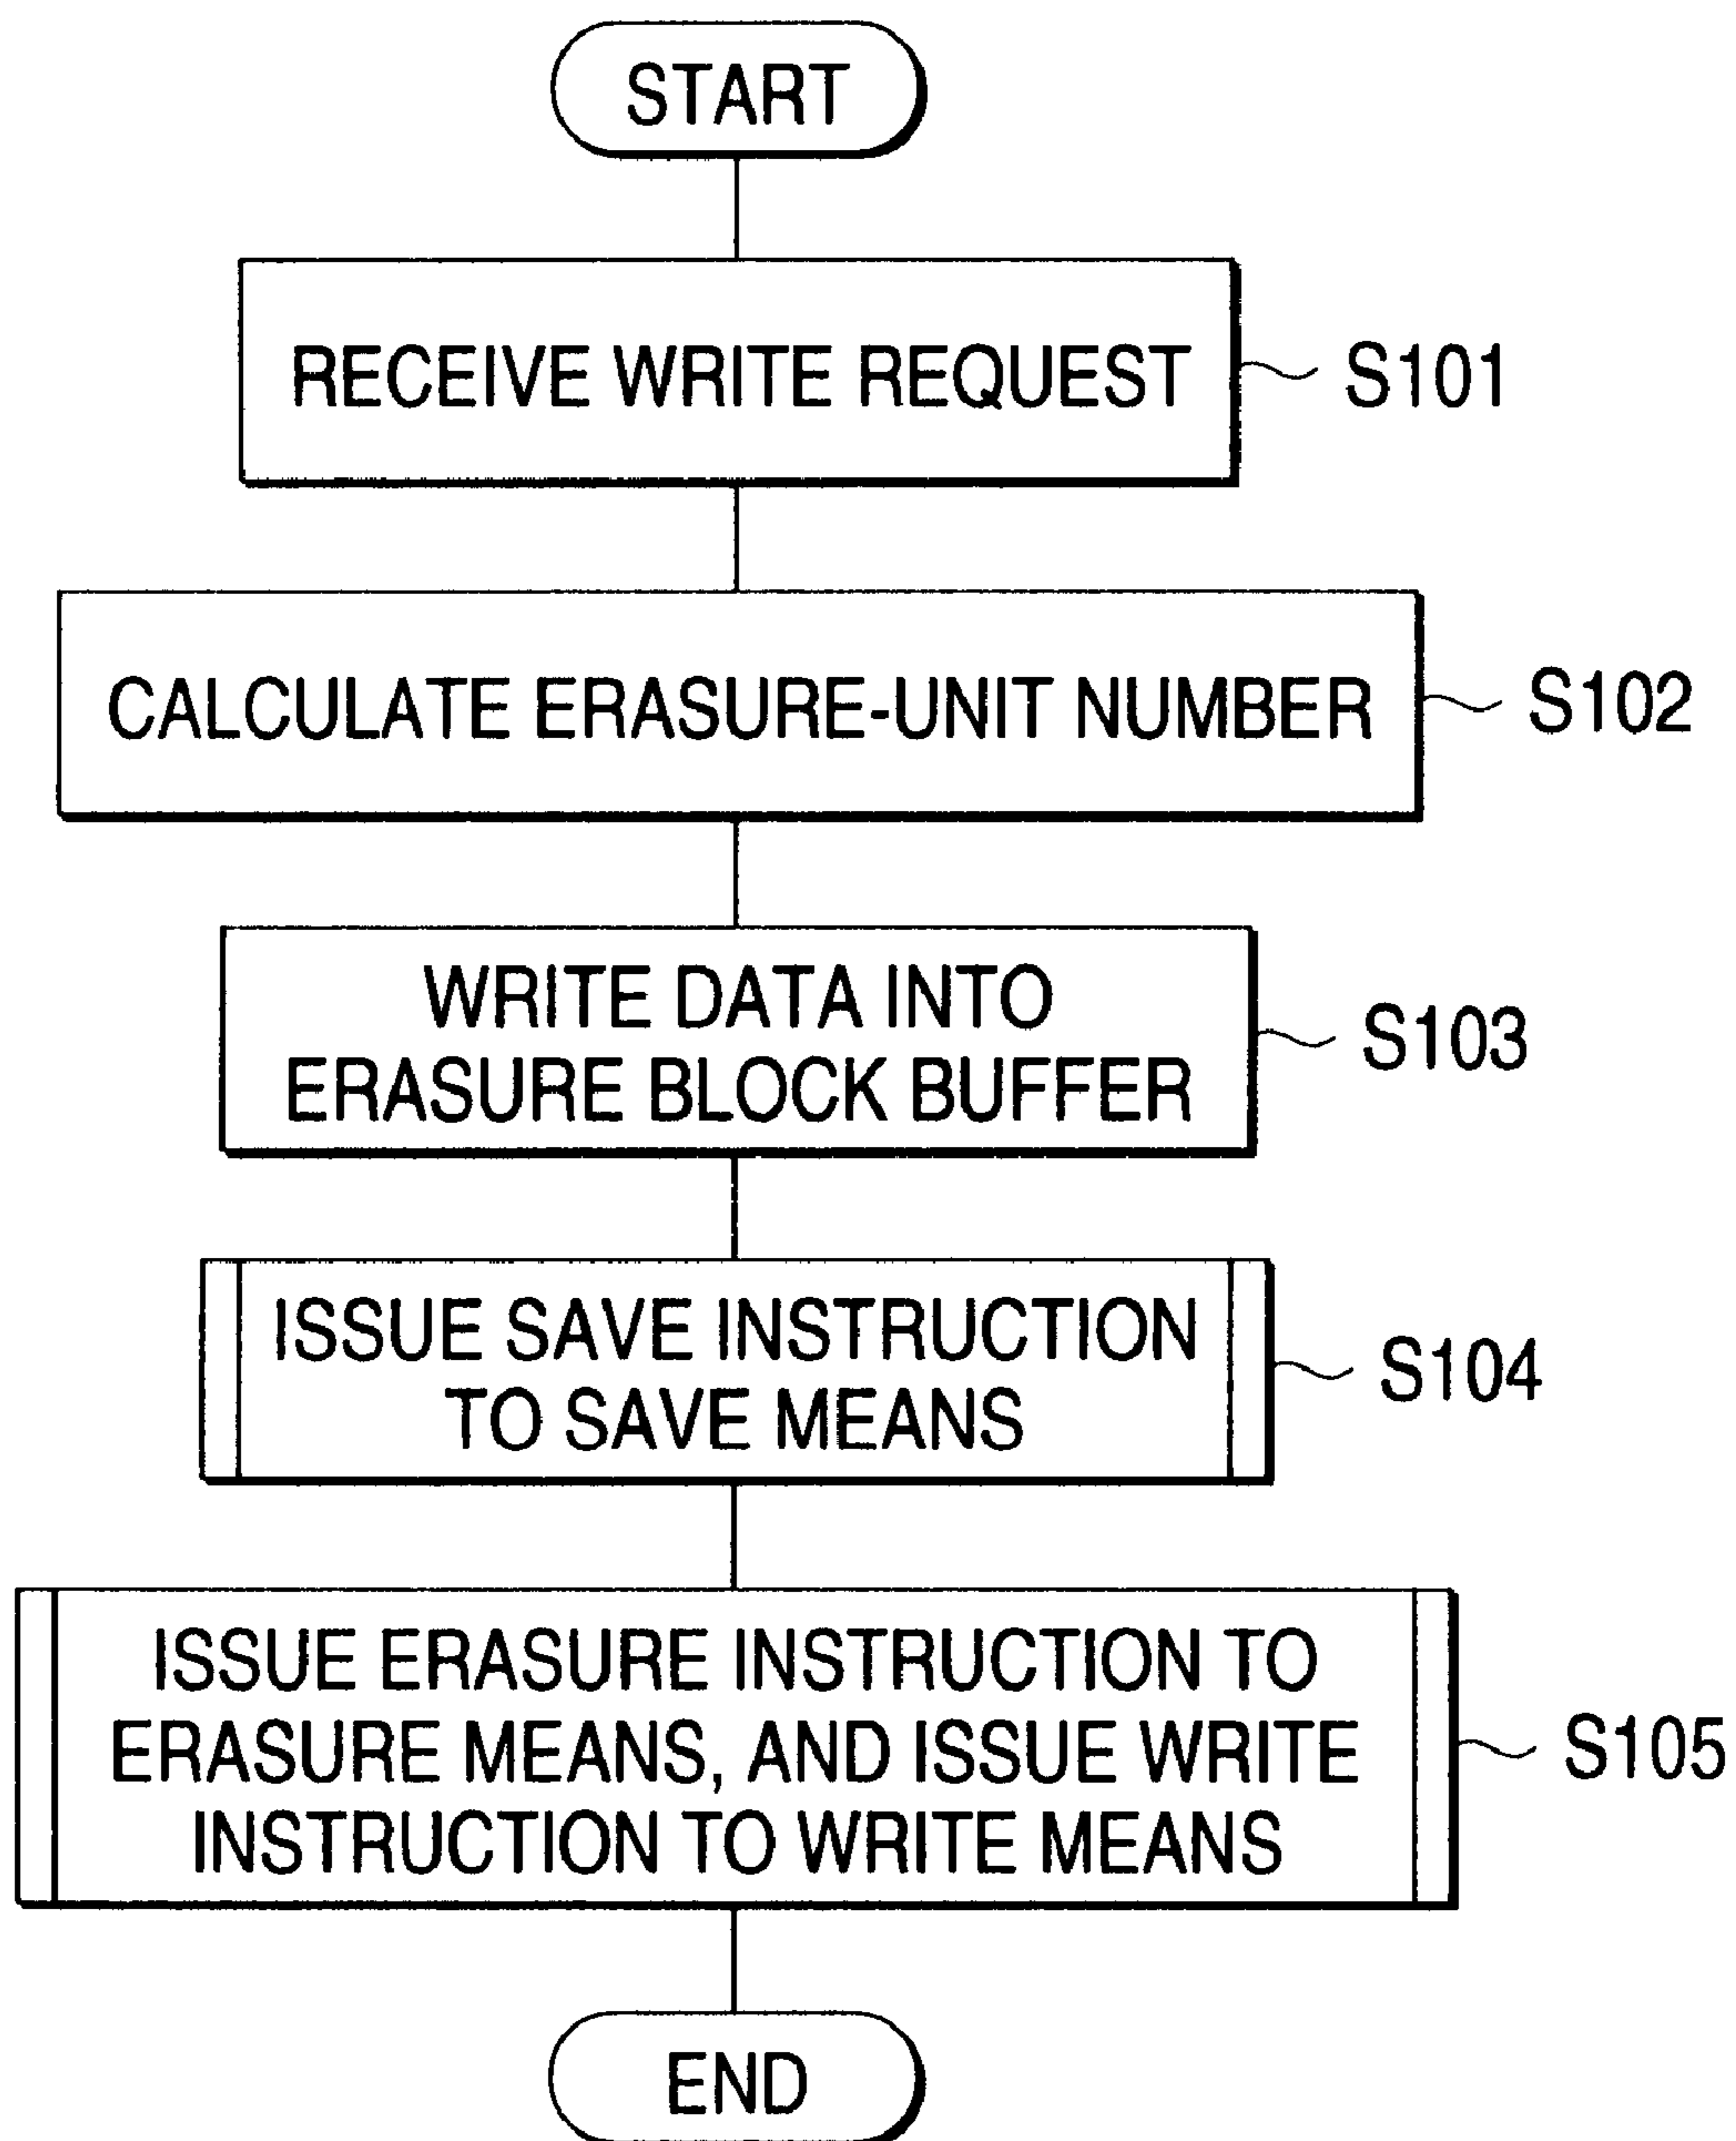 START
RECEIVE WRITE REQUEST
S101
CALCULATE ERASURE-UNIT NUMBER
S102
WRITE DATA INTO
ERASURE BLOCK BUFFER
S103
ISSUE SAVE INSTRUCTION
TO SAVE MEANS
S104
ISSUE ERASURE INSTRUCTION TO
ERASURE MEANS, AND ISSUE WRITE
INSTRUCTION TO WRITE MEANS
S105
END